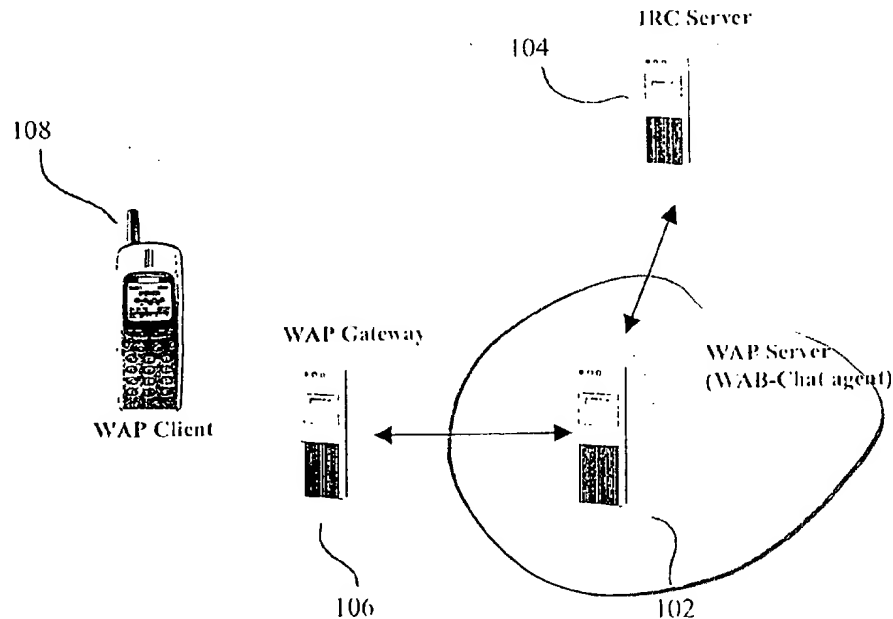 IRC Server
104
108
WAP Gateway
WAP Server
(WAB-Chat agent)
WAP Client
106
102